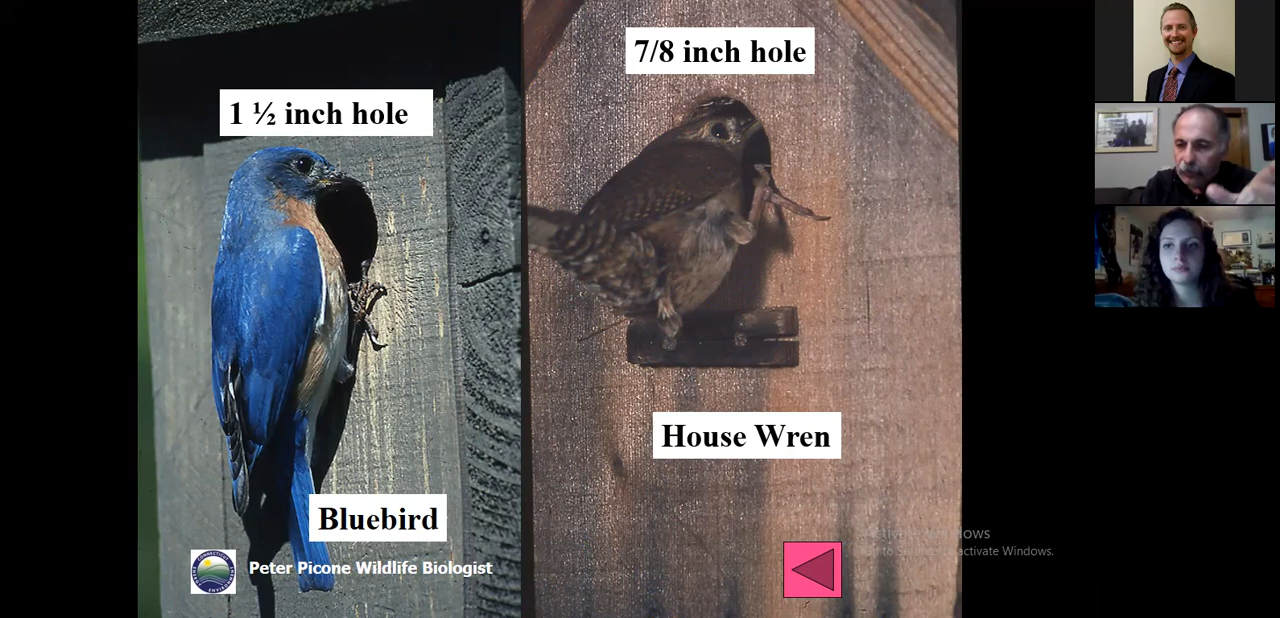 7/8 inch hole
1 ½ inch hole
House Wren
Bluebird
Peter Picone Wildlife Biologist